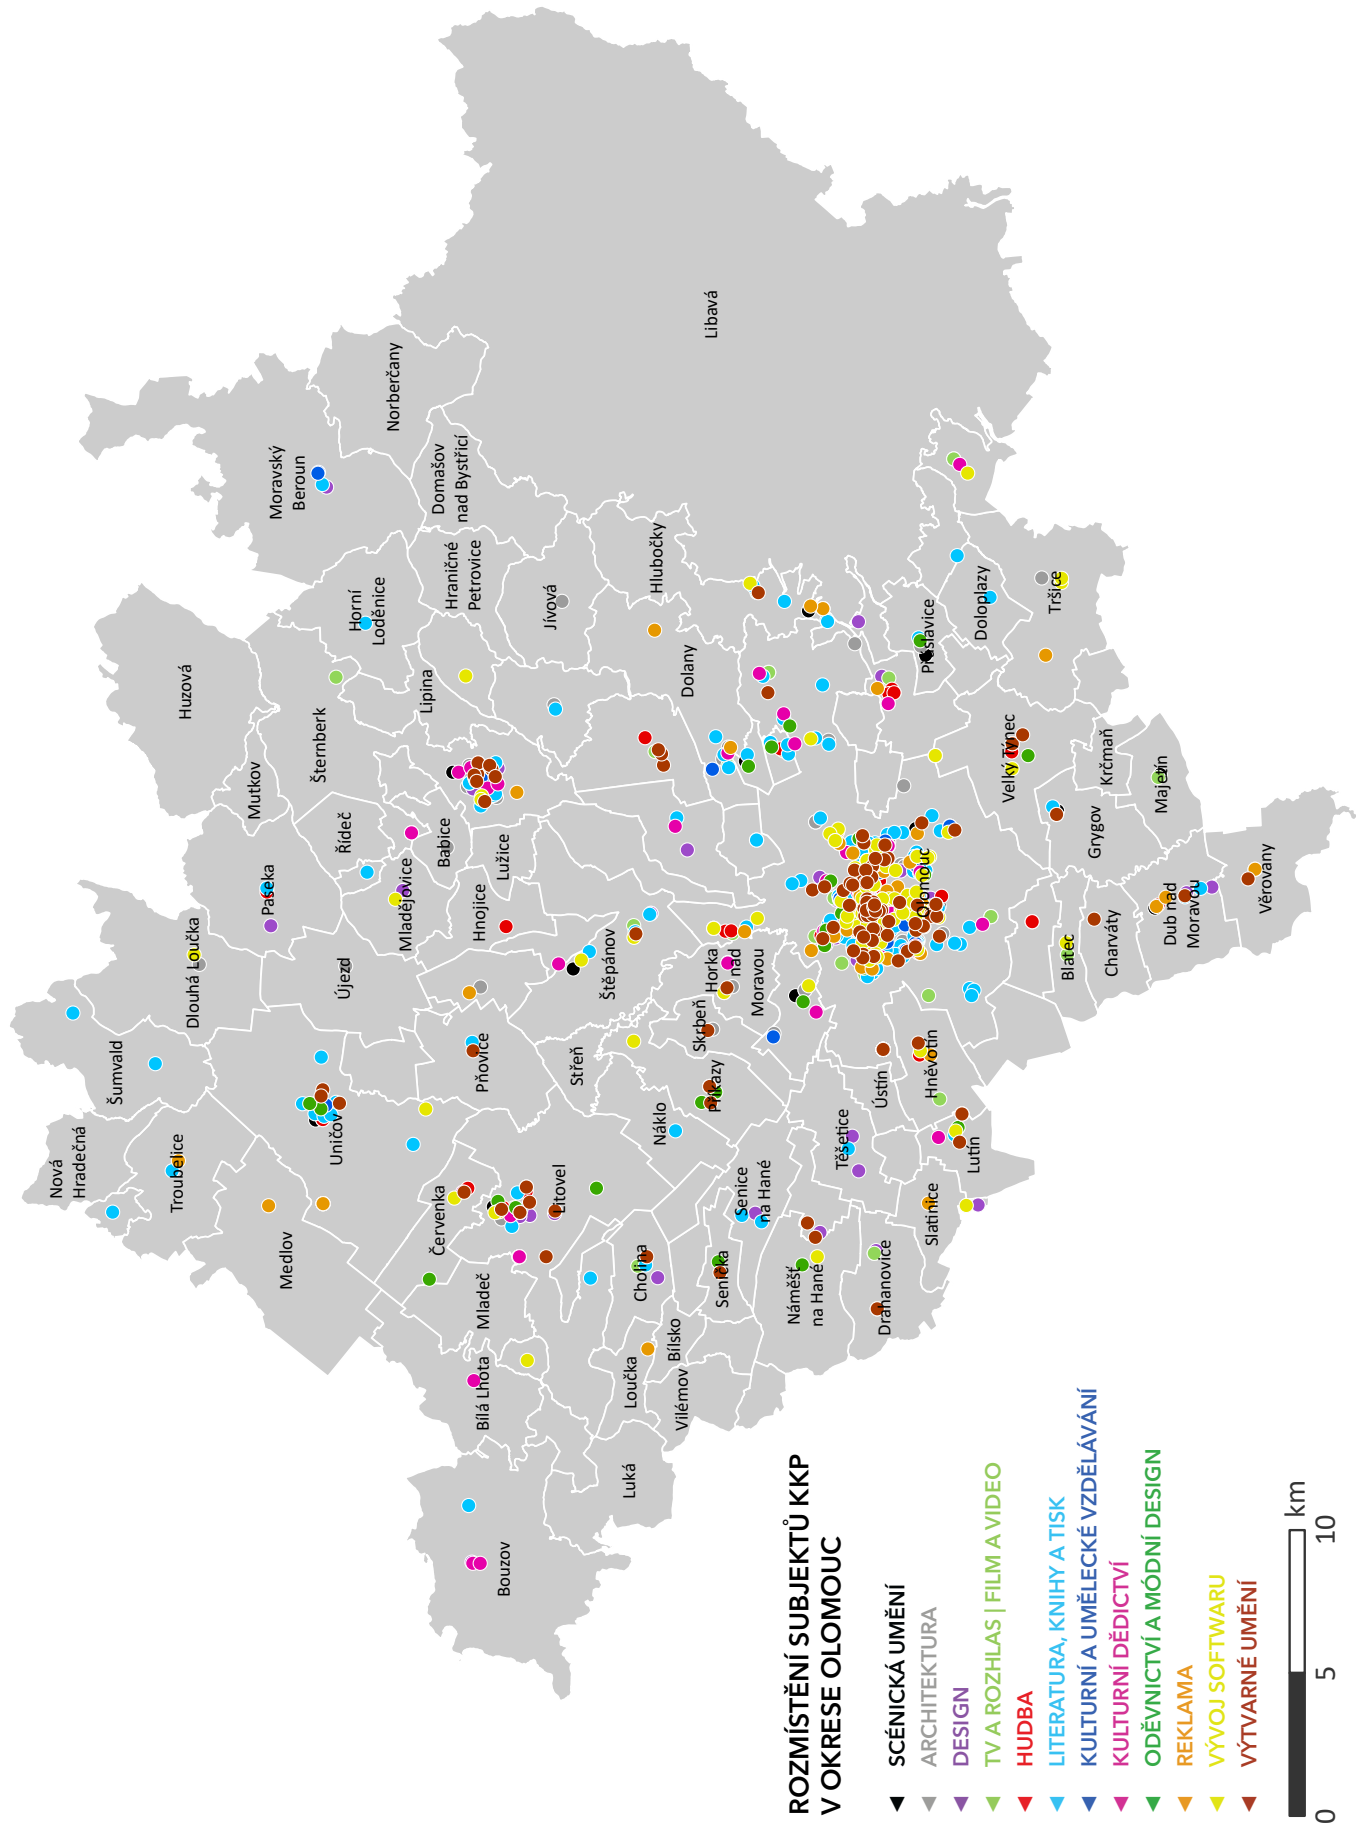 ROZMÍSTĚNÍ SUBJEKTŮ KKP
V OKRESE OLOMOUC
SCÉNICKÁ UMĚNÍ
ARCHITEKTURA
DESIGN
TV A ROZHLAS | FILM A VIDEO
HUDBA
LITERATURA, KNIHY A TISK
KULTURNÍ A UMĚLECKÉ VZDĚLÁVÁNÍ
KULTURNÍ DĚDICTVÍ
ODĚVNICTVÍ A MÓDNÍ DESIGN
REKLAMA
VÝVOJ SOFTWARU
VÝTVARNÉ UMĚNÍ
0
5
10
km
Nová
Hradečná
Šumvald
Troubelice
Dlouhá Loučka
Paseka
Mutkov
Huzová
Moravský
Beroun
Medlov
Uničov
Újezd
Řídeč
Šternberk
Horní
Loděnice
Norberčany
Červenka
Mladějovice
Babice
Lipina
Hraničné
Petrovice
Domašov
nad Bystřicí
Bouzov
Bílá Lhota
Mladeč
Pňovice
Hnojice
Lužice
Jívová
Litovel
Střeň
Štěpánov
Luká
Loučka
Cholina
Náklo
Hlubočky
Vilémov
Bílsko
Skrbeň
Dolany
Libavá
Senička
Senice
na Hané
Příkazy
Horka
nad
Moravou
Náměšť
na Hané
Těšetice
Ústín
Drahanovice
Hněvotín
Olomouc
Přáslavice
Slatinice
Lutín
Doloplazy
Velký Týnec
Tršice
Blatec
Grygov
Krčmaň
Charváty
Majetín
Dub nad
Moravou
Věrovany